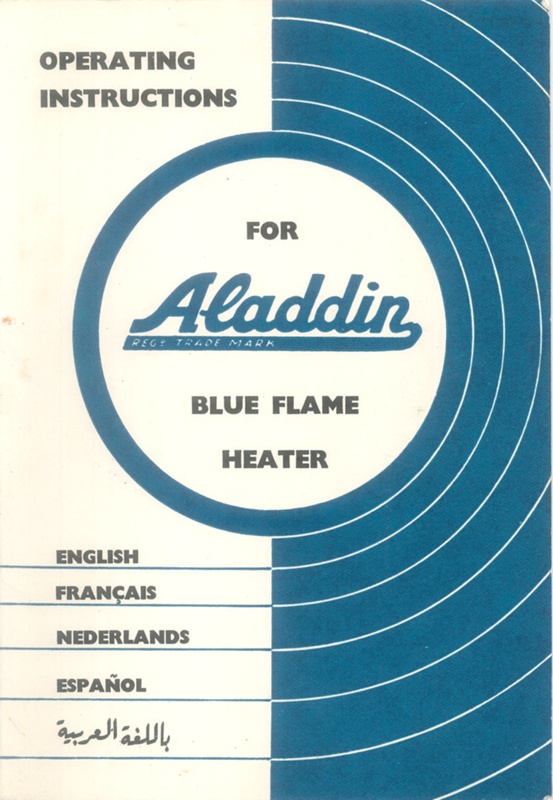 OPERATING
INSTRUCTIONS
FOR
Aladdin
REGD TRADE MARK
BLUE FLAME
HEATER
ENGLISH
FRANÇAIS
NEDERLANDS
ESPAÑOL
باللغة العربية